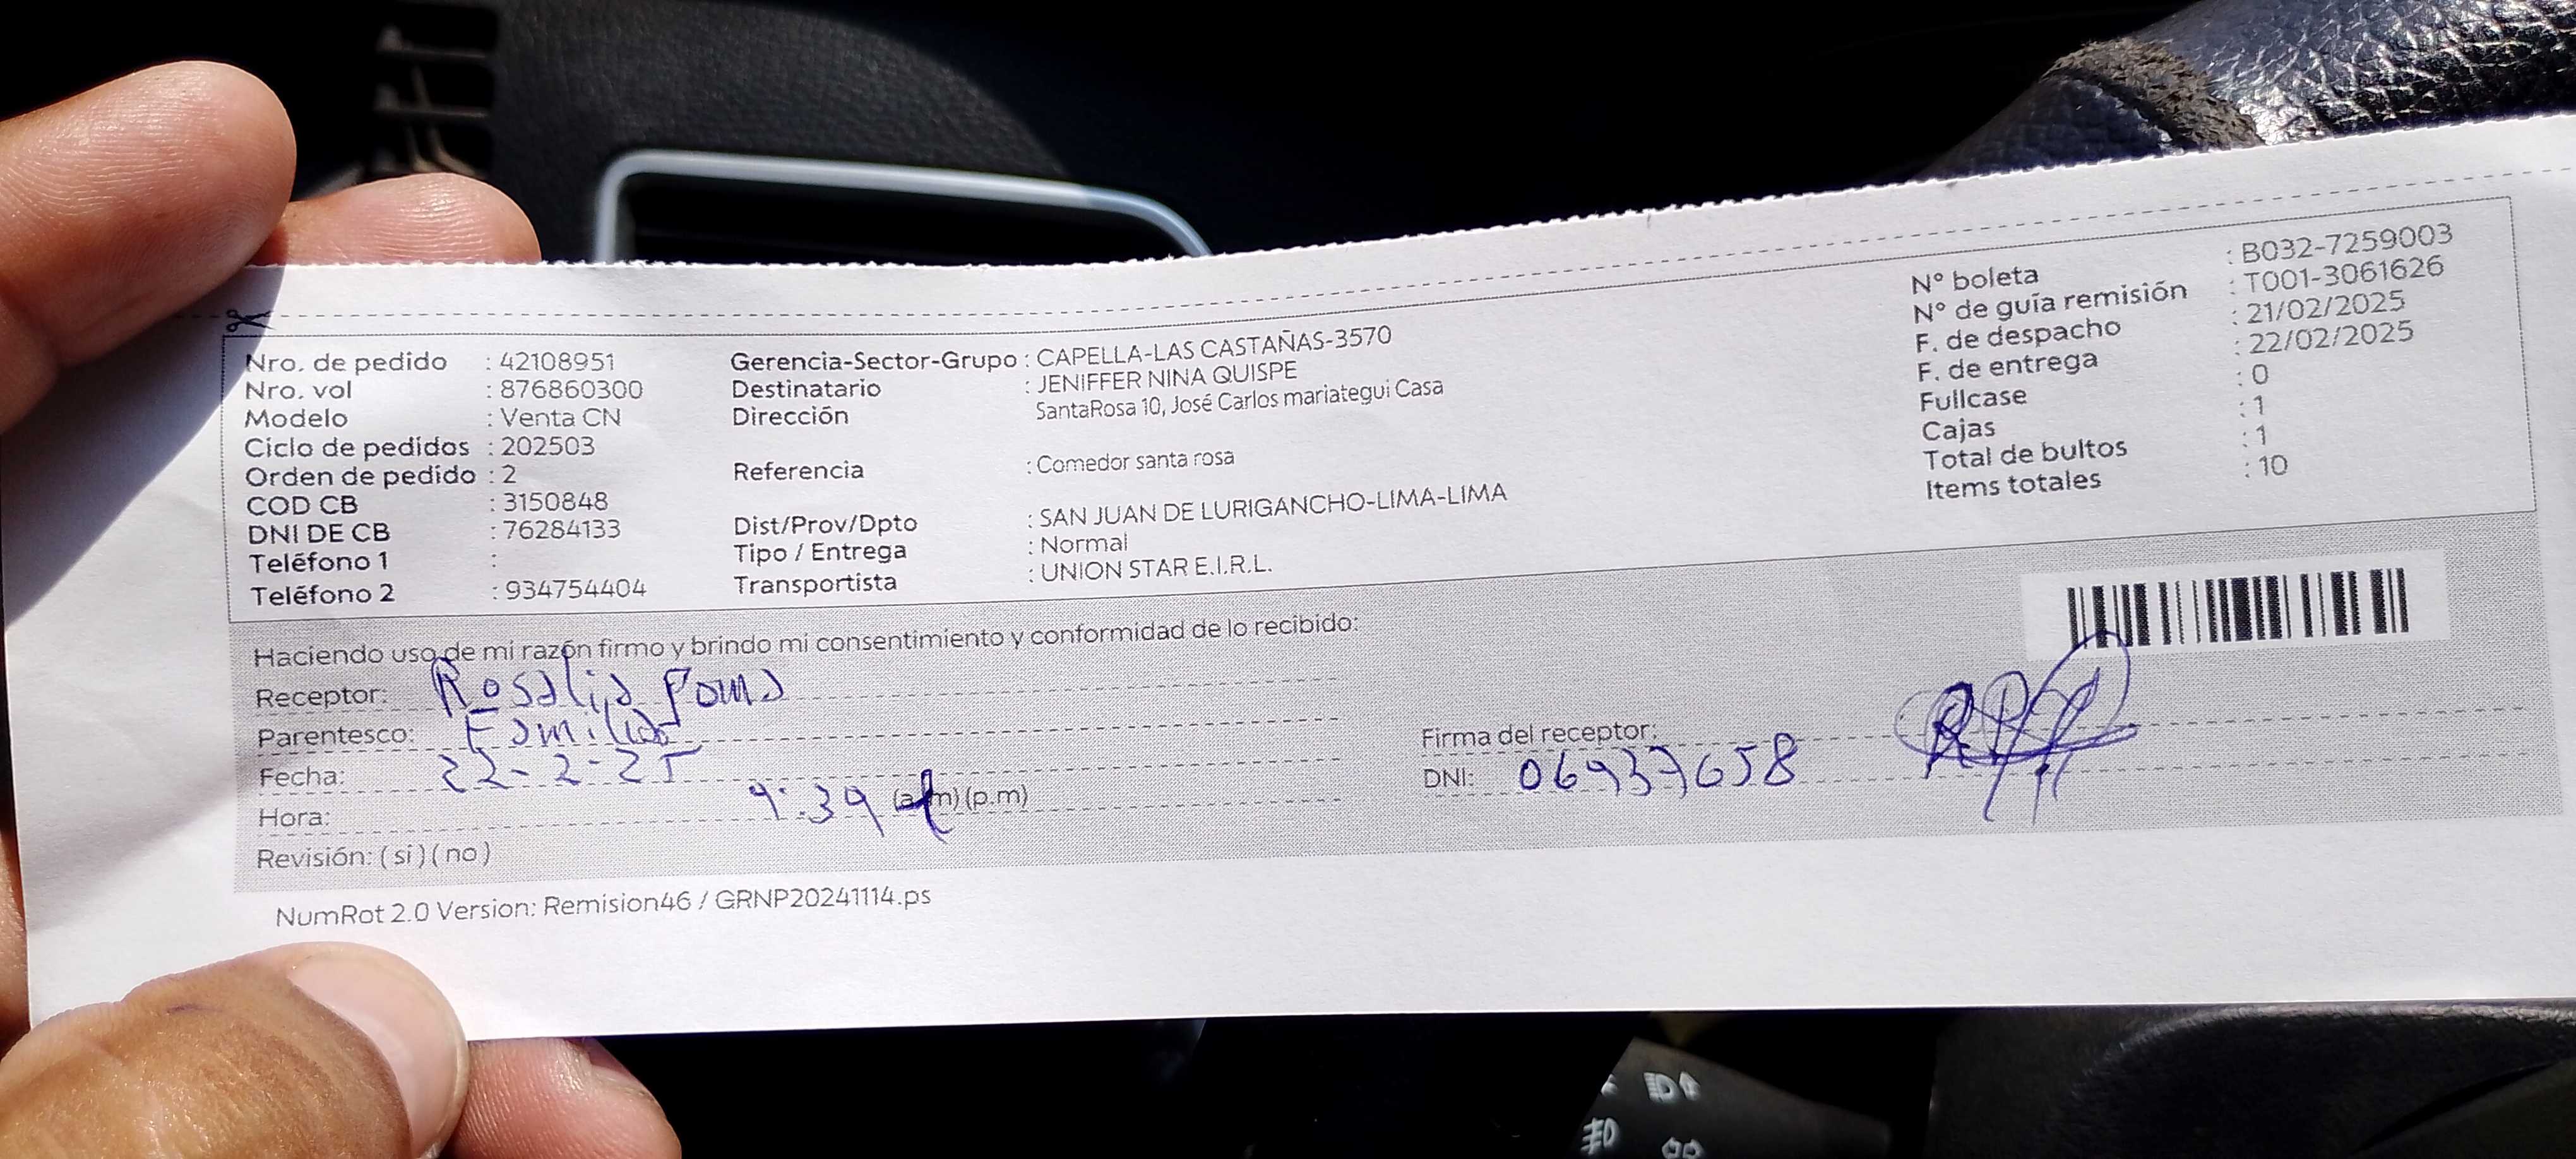 Nro. de pedido : 42108951
Nro. vol : 876860300
Modelo : Venta CN
Ciclo de pedidos : 202503
Orden de pedido : 2
COD CB : 3150848
DNI DE CB : 76284133
Teléfono 1 :
Teléfono 2 : 934754404
Gerencia-Sector-Grupo : CAPELLA-LAS CASTAÑAS-3570
Destinatario : JENIFFER NINA QUISPE
Dirección SantaRosa 10, José Carlos mariategui Casa
Referencia : Comedor santa rosa
Dist/Prov/Dpto : SAN JUAN DE LURIGANCHO-LIMA-LIMA
Tipo / Entrega : Normal
Transportista : UNION STAR E.I.R.L.
N° boleta : B032-7259003
N° de guía remisión : T001-3061626
F. de despacho : 21/02/2025
F. de entrega : 22/02/2025
Fullcase : 0
Cajas : 1
Total de bultos : 1
Items totales : 10
Haciendo uso de mi razón firmo y brindo mi consentimiento y conformidad de lo recibido:
Receptor: Rosalia Poma
Parentesco: Familia
Fecha: 22-2-25
Hora: 9:39 (a.m) (p.m)
Revisión: ( si ) ( no )
Firma del receptor:
DNI: 06937658
NumRot 2.0 Version: Remision46 / GRNP20241114.ps